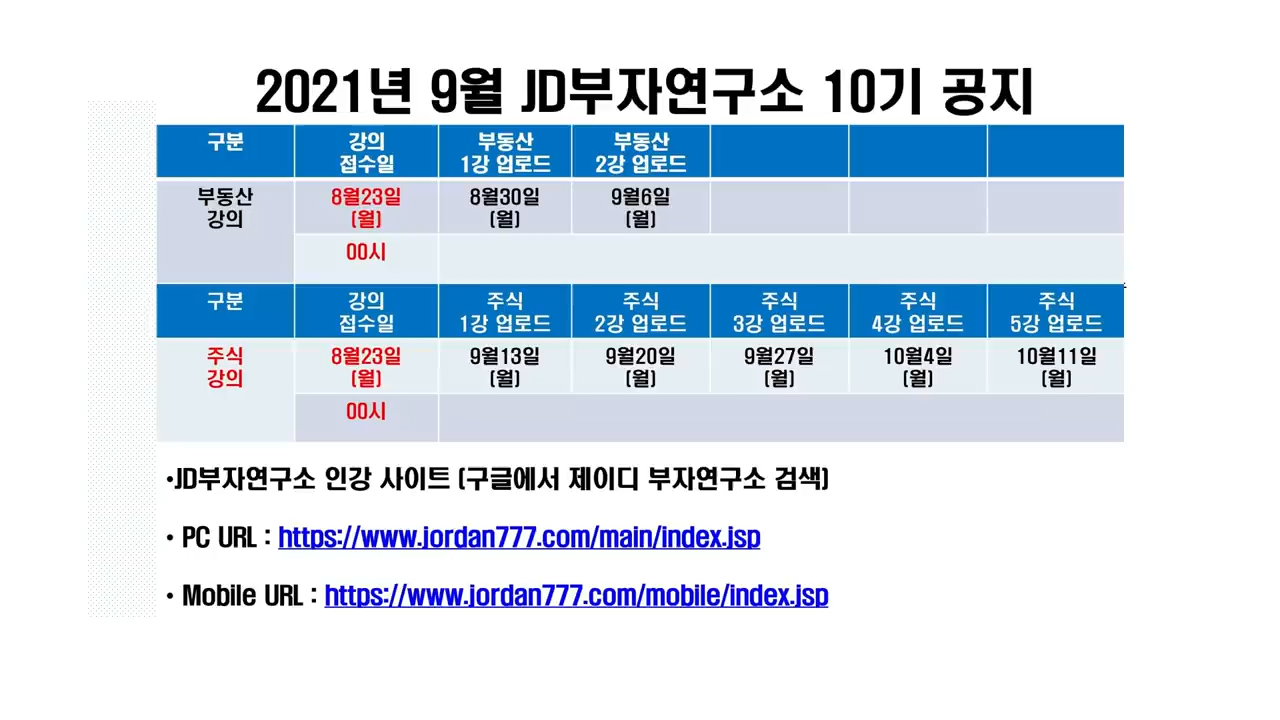 2021년 9월 JD부자연구소 10기 공지
구분 강의 부동산 부동산
접수일 1강 업로드 2강 업로드
부동산 8월23일 8월30일 9월6일
강의 (월) (월) (월)
00시
구분 강의 주식 주식 주식 주식 주식
접수일 1강 업로드 2강 업로드 3강 업로드 4강 업로드 5강 업로드
주식 8월23일 9월13일 9월20일 9월27일 10월4일 10월11일
강의 (월) (월) (월) (월) (월) (월)
00시
•JD부자연구소 인강 사이트 (구글에서 제이디 부자연구소 검색)
• PC URL : https://www.jordan777.com/main/index.jsp
• Mobile URL : https://www.jordan777.com/mobile/index.jsp